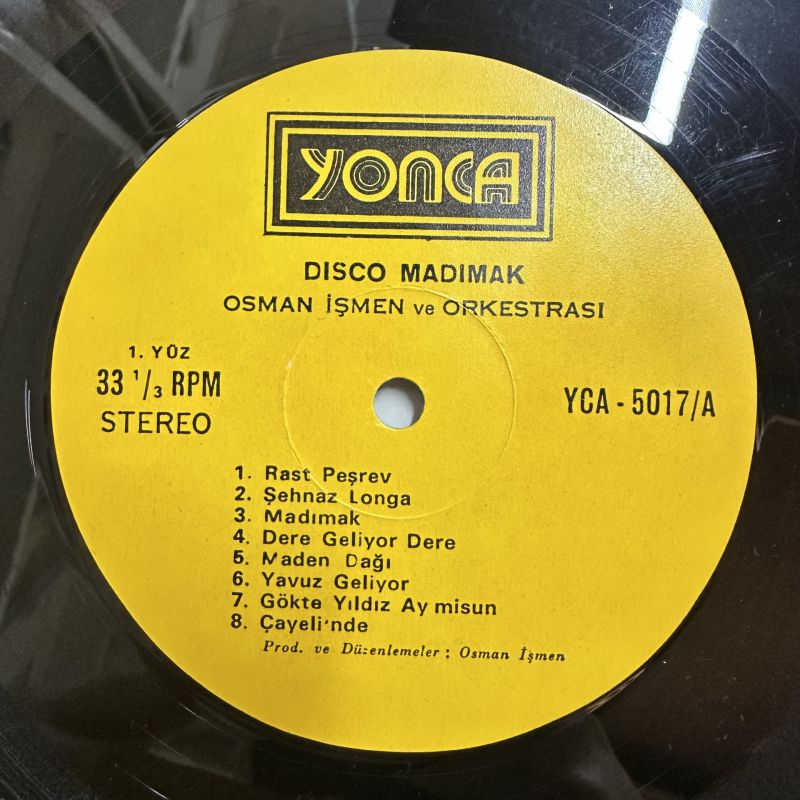 YONCA
DISCO MADIMAK
OSMAN İŞMEN ve ORKESTRASI
1. YÜZ
33 1/3 RPM
STEREO
YCA - 5017/A
1. Rast Peşrev
2. Şehnaz Longa
3. Madımak
4. Dere Geliyor Dere
5. Maden Dağı
6. Yavuz Geliyor
7. Gökte Yıldız Ay misun
8. Çayeli'nde
Prod. ve Düzenlemeler : Osman İşmen